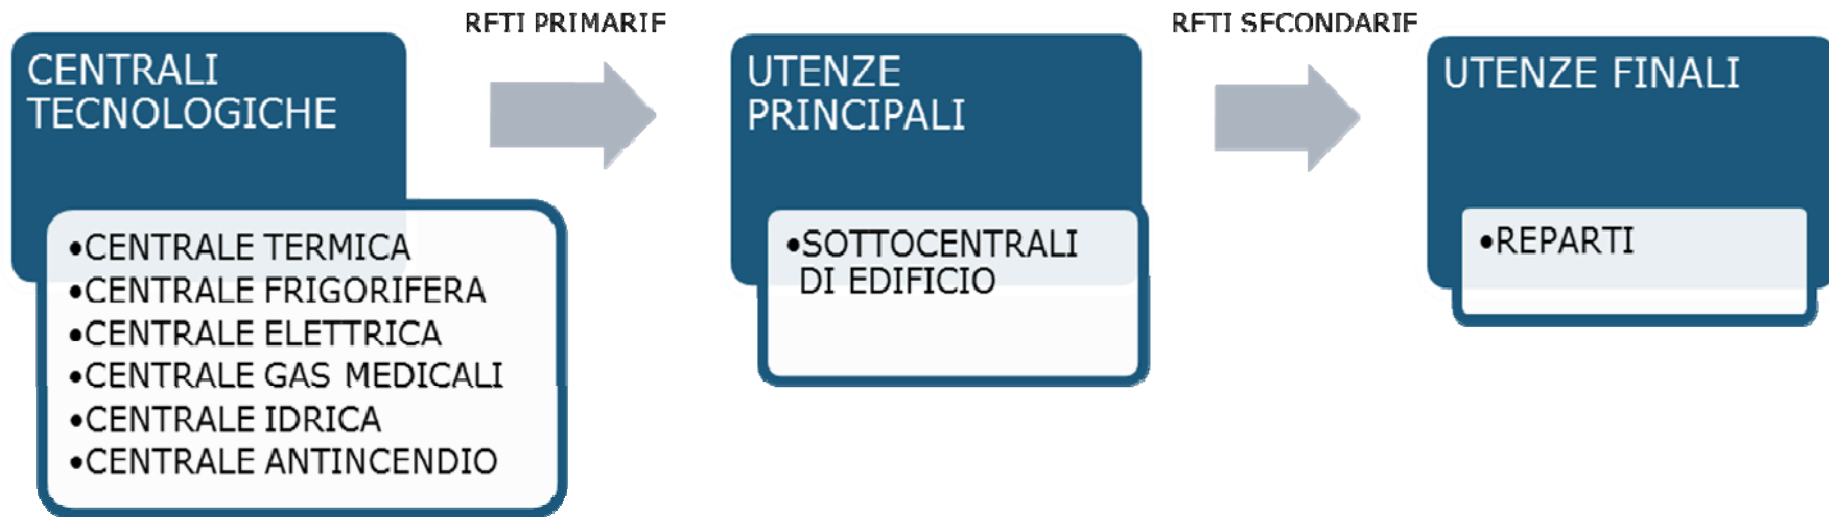 RETI PRIMARIE
RETI SECONDARIE
CENTRALI
TECNOLOGICHE
•CENTRALE TERMICA
•CENTRALE FRIGORIFERA
•CENTRALE ELETTRICA
•CENTRALE GAS MEDICALI
•CENTRALE IDRICA
•CENTRALE ANTINCENDIO
UTENZE
PRINCIPALI
•SOTTOCENTRALI
DI EDIFICIO
UTENZE FINALI
•REPARTI